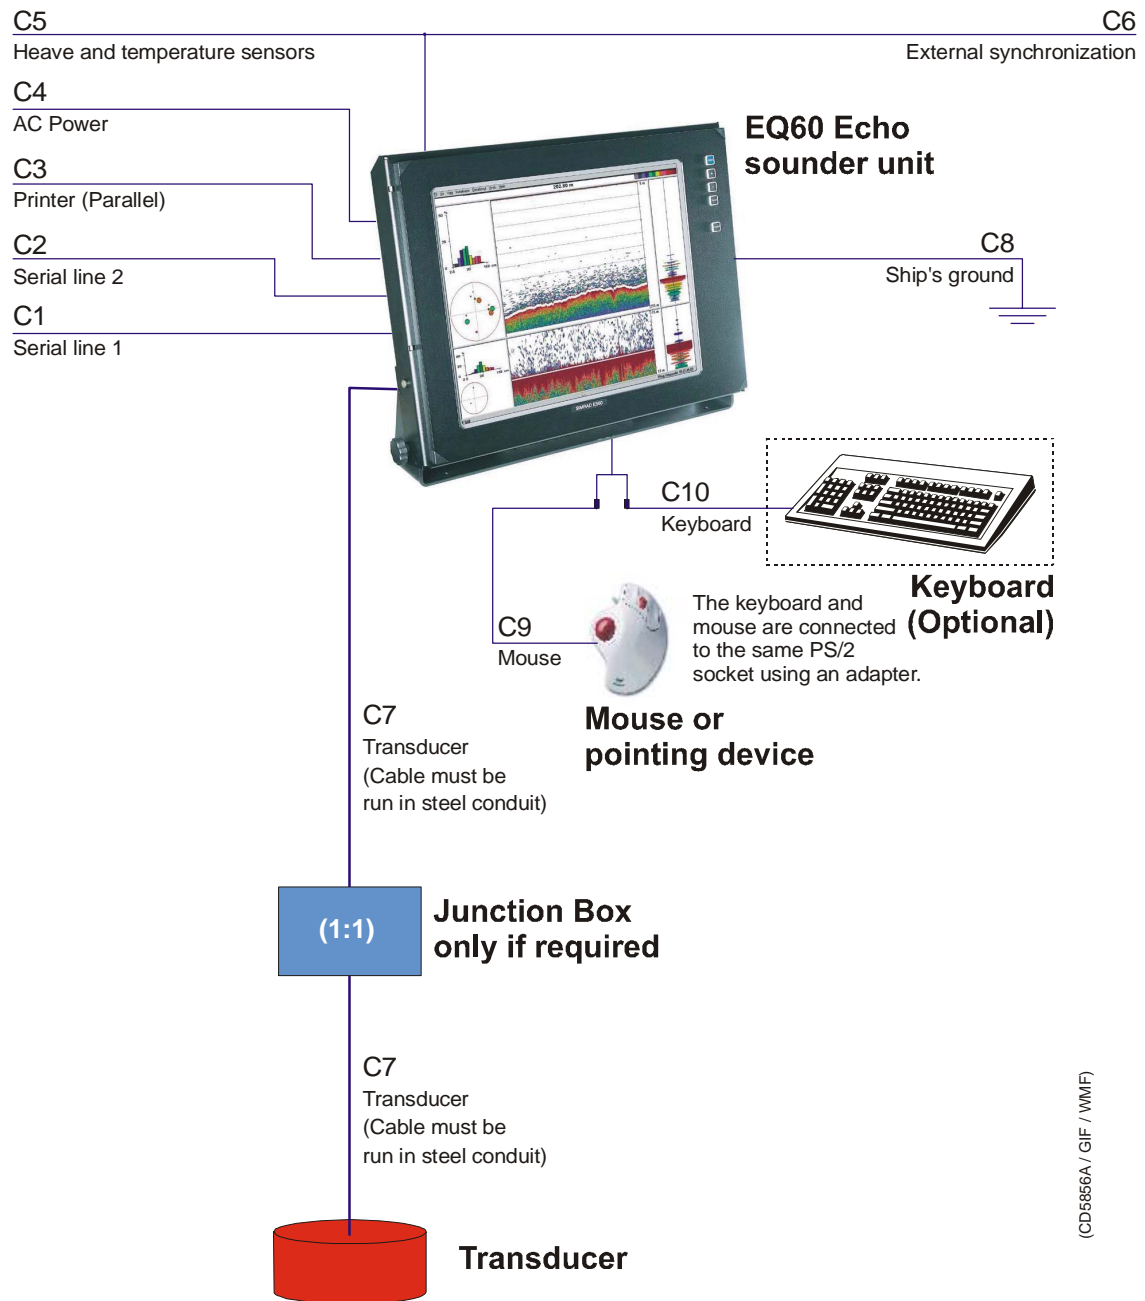 C5
Heave and temperature sensors
C6
External synchronization
C4
AC Power
EQ60 Echo
sounder unit
C3
Printer (Parallel)
C2
Serial line 2
C8
Ship's ground
C1
Serial line 1
C10
Keyboard
Keyboard
(Optional)
The keyboard and
mouse are connected
to the same PS/2
socket using an adapter.
C9
Mouse
Mouse or
pointing device
C7
Transducer
(Cable must be
run in steel conduit)
(1:1)
Junction Box
only if required
C7
Transducer
(Cable must be
run in steel conduit)
Transducer
(CD5856A / GIF / WMF)